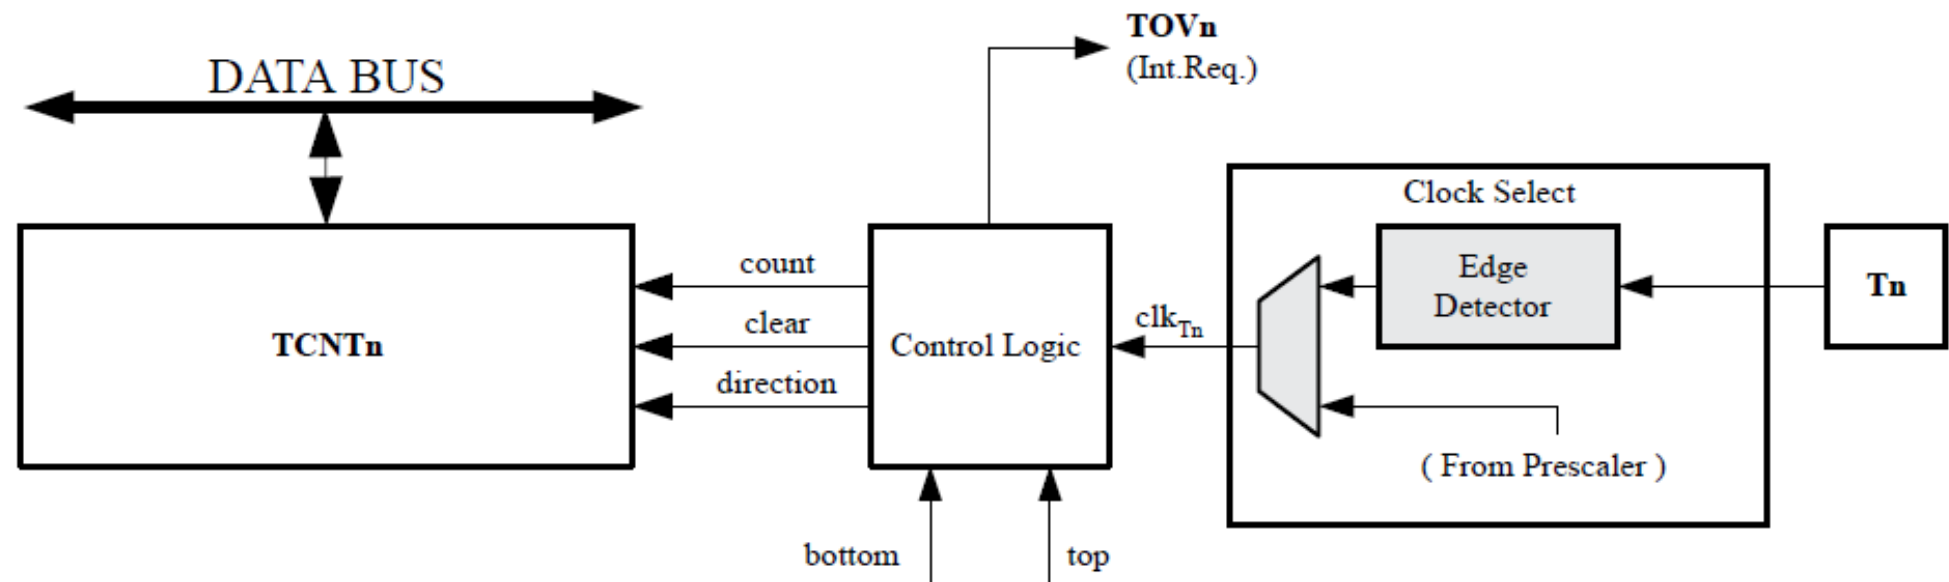 TOVn
(Int.Req.)
DATA BUS
Clock Select
Edge
Detector
Tn
count
clear
direction
TCNTn
Control Logic
clkTn
( From Prescaler )
bottom
top